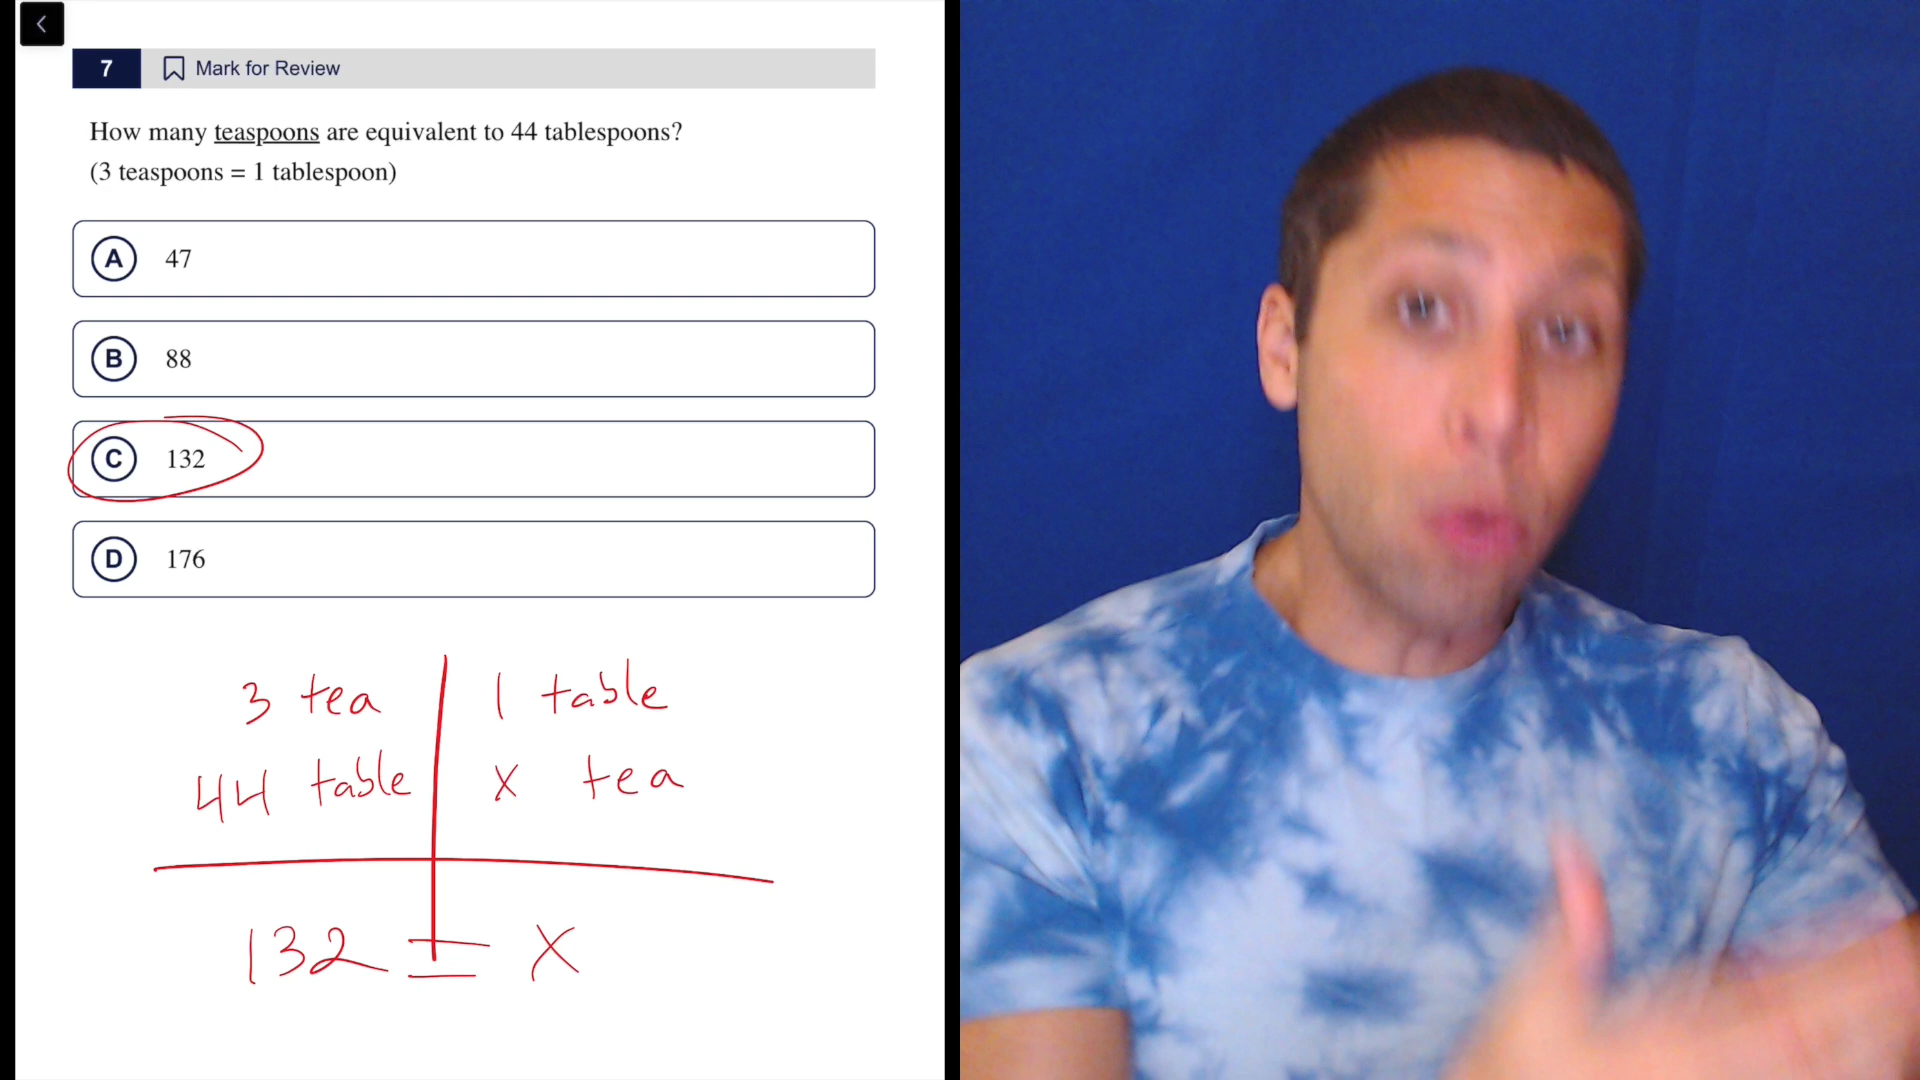 7 Mark for Review
How many teaspoons are equivalent to 44 tablespoons?
(3 teaspoons = 1 tablespoon)
A 47
B 88
C 132
D 176
3 tea 1 table
44 table x tea
132 = x